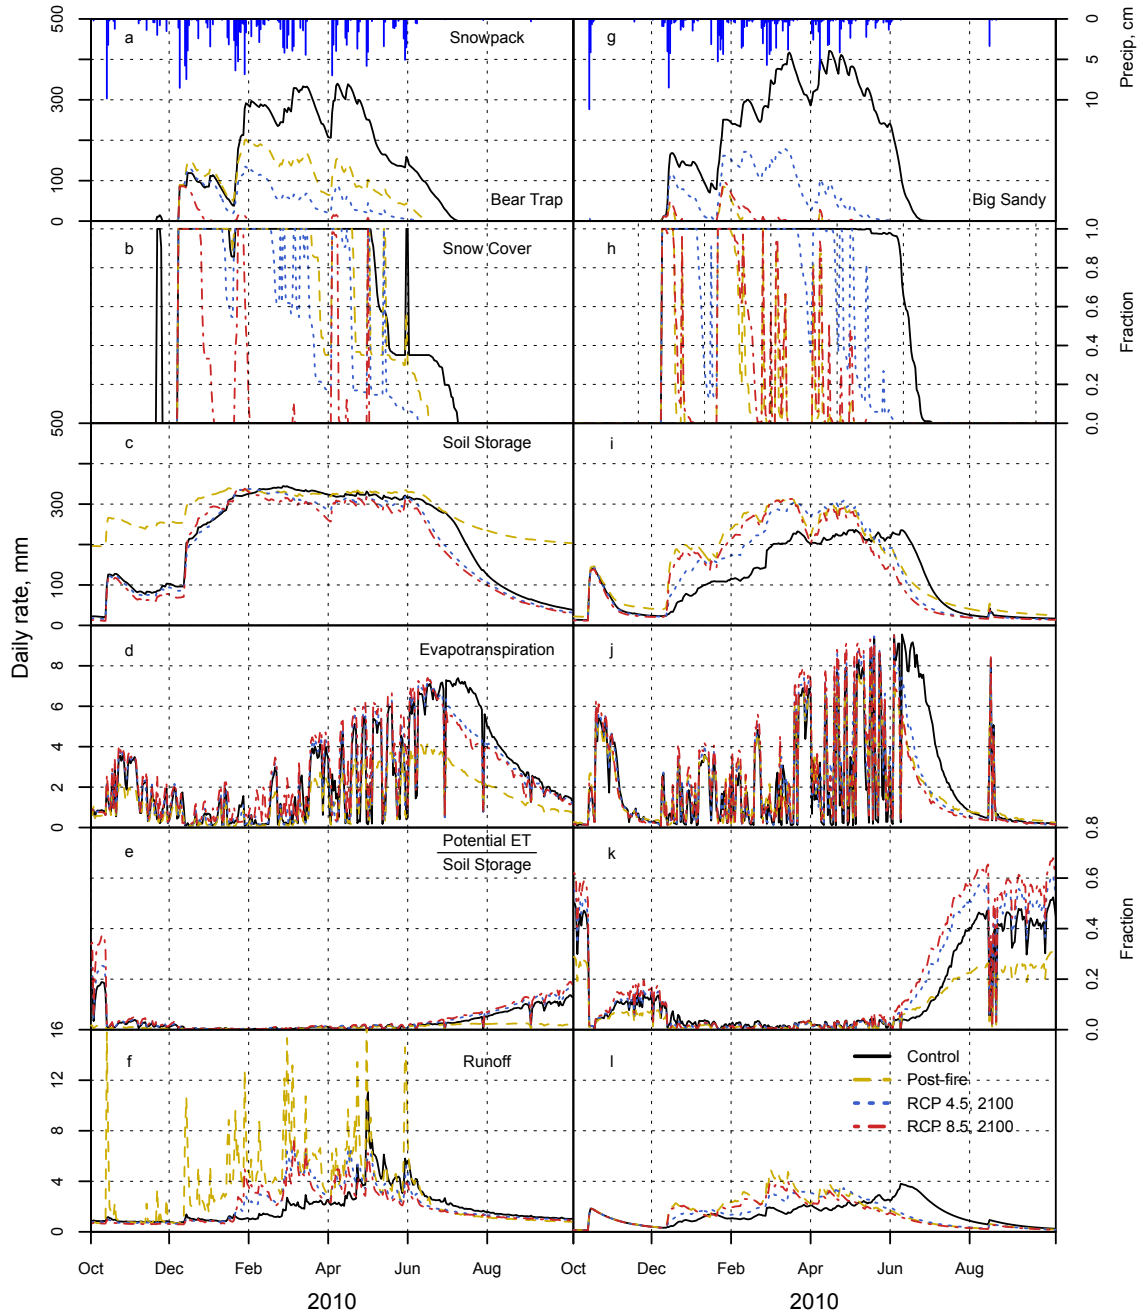 500
300
100
0
a
Snowpack
Bear Trap
g
Big Sandy
0
5
10
Precip, cm
b
Snow Cover
h
1.0
0.8
0.6
0.4
0.2
0.0
Fraction
500
300
100
0
c
Soil Storage
i
Daily rate, mm
8
6
4
2
0
d
Evapotranspiration
j
e
Potential ET
Soil Storage
k
0.8
0.6
0.4
0.2
0.0
Fraction
16
12
8
4
0
f
Runoff
l
Control
Post-fire
RCP 4.5, 2100
RCP 8.5, 2100
Oct
Dec
Feb
Apr
Jun
Aug
Oct
Dec
Feb
Apr
Jun
Aug
2010
2010